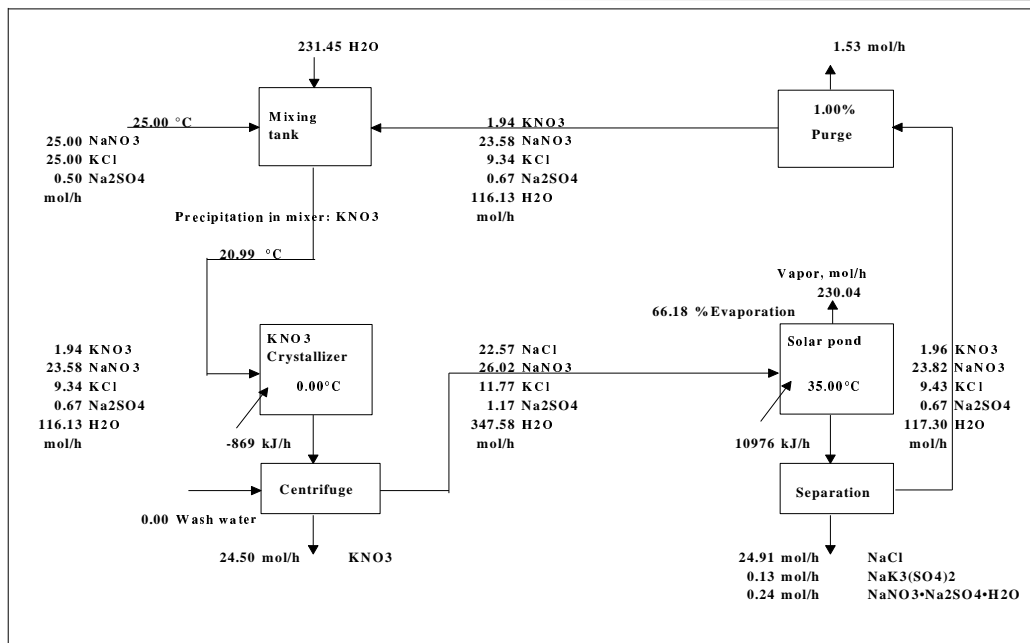 231.45 H2O
1.53 mol/h
Mixing
tank
25.00 °C
25.00 NaNO3
25.00 KCl
0.50 Na2SO4
mol/h
1.94 KNO3
23.58 NaNO3
9.34 KCl
0.67 Na2SO4
116.13 H2O
mol/h
1.00%
Purge
Precipitation in mixer: KNO3
20.99 °C
Vapor, mol/h
230.04
66.18 %Evaporation
1.94 KNO3
23.58 NaNO3
9.34 KCl
0.67 Na2SO4
116.13 H2O
mol/h
KNO3
Crystallizer
0.00°C
-869 kJ/h
22.57 NaCl
26.02 NaNO3
11.77 KCl
1.17 Na2SO4
347.58 H2O
mol/h
Solar pond
35.00°C
10976 kJ/h
1.96 KNO3
23.82 NaNO3
9.43 KCl
0.67 Na2SO4
117.30 H2O
mol/h
Centrifuge
0.00 Wash water
24.50 mol/h KNO3
Separation
24.91 mol/h NaCl
0.13 mol/h NaK3(SO4)2
0.24 mol/h NaNO3•Na2SO4•H2O